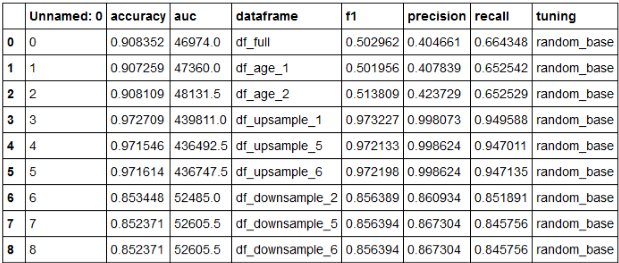 Unnamed: 0 accuracy auc dataframe f1 precision recall tuning
0 0 0.908352 46974.0 df_full 0.502962 0.404661 0.664348 random_base
1 1 0.907259 47360.0 df_age_1 0.501956 0.407839 0.652542 random_base
2 2 0.908109 48131.5 df_age_2 0.513809 0.423729 0.652529 random_base
3 3 0.972709 439811.0 df_upsample_1 0.973227 0.998073 0.949588 random_base
4 4 0.971546 436492.5 df_upsample_5 0.972133 0.998624 0.947011 random_base
5 5 0.971614 436747.5 df_upsample_6 0.972198 0.998624 0.947135 random_base
6 6 0.853448 52485.0 df_downsample_2 0.856389 0.860934 0.851891 random_base
7 7 0.852371 52605.5 df_downsample_5 0.856394 0.867304 0.845756 random_base
8 8 0.852371 52605.5 df_downsample_6 0.856394 0.867304 0.845756 random_base